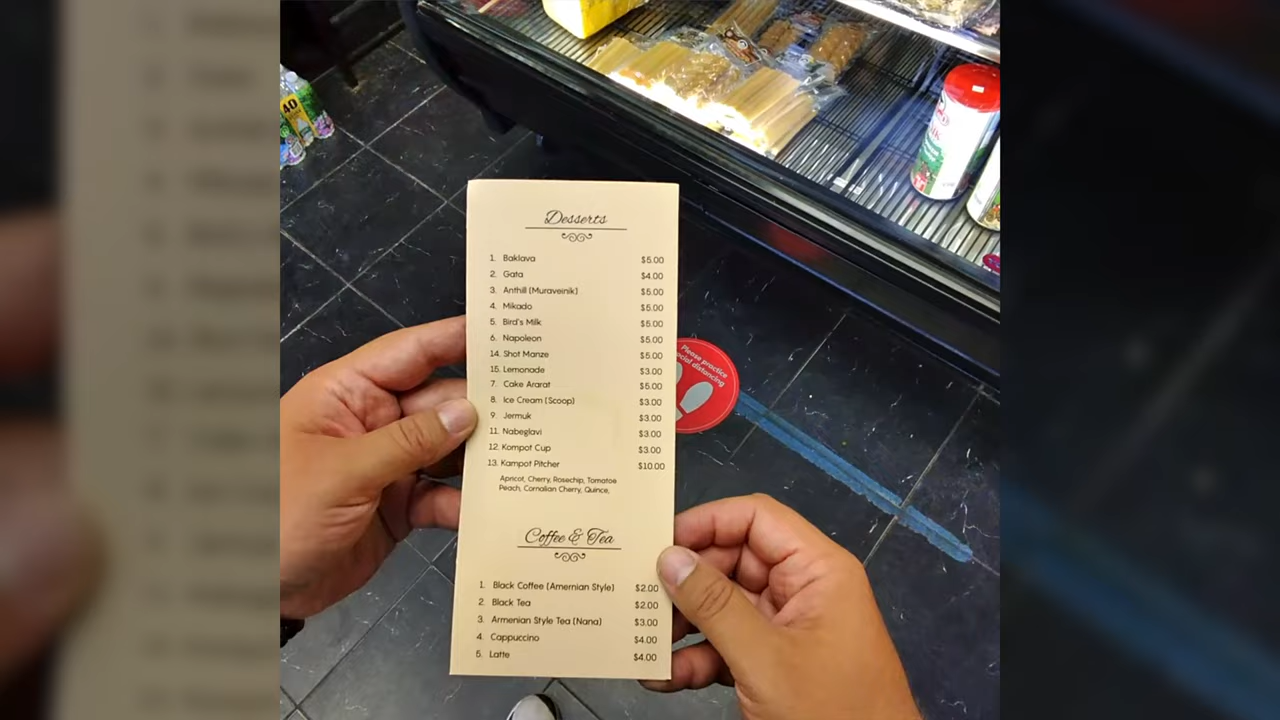 Desserts
1. Baklava $5.00
2. Gata $4.00
3. Anthill (Muraveinik) $5.00
4. Mikado $5.00
5. Bird's Milk $5.00
6. Napoleon $5.00
14. Shot Manze $5.00
15. Lemonade $3.00
7. Cake Ararat $5.00
8. Ice Cream (Scoop) $3.00
9. Jermuk $3.00
11. Nabeglavi $3.00
12. Kompot Cup $3.00
13. Kampot Pitcher $10.00
Apricot, Cherry, Rosechip, Tomatoe
Peach, Cornalian Cherry, Quince,
Coffee & Tea
1. Black Coffee (Amernian Style) $2.00
2. Black Tea $2.00
3. Armenian Style Tea (Nana) $3.00
4. Cappuccino $4.00
5. Latte $4.00
Please practice
social distancing
40